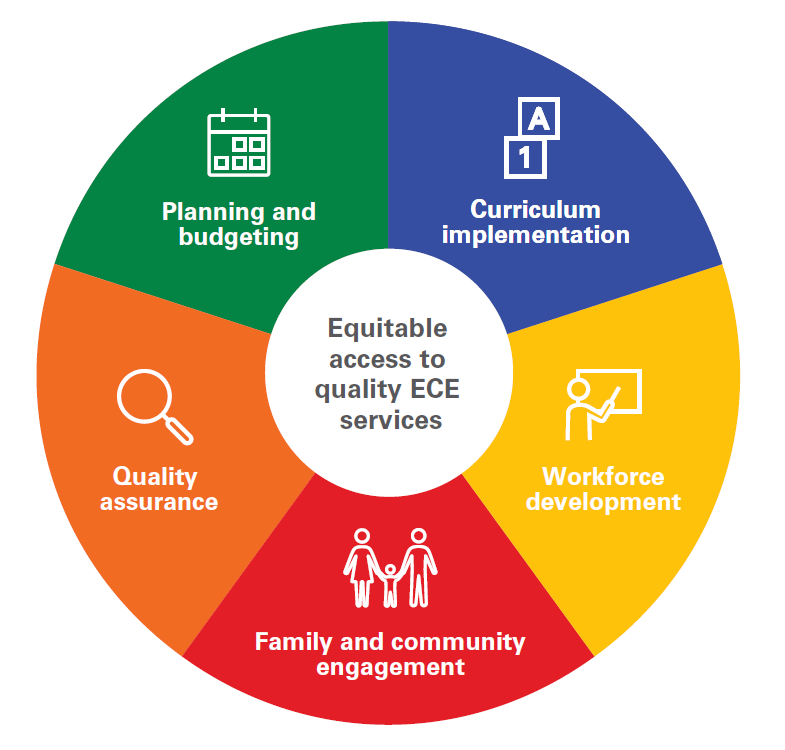 A
1
Planning and
budgeting
Curriculum
implementation
Equitable
access to
quality ECE
services
Quality
assurance
Workforce
development
Family and community
engagement